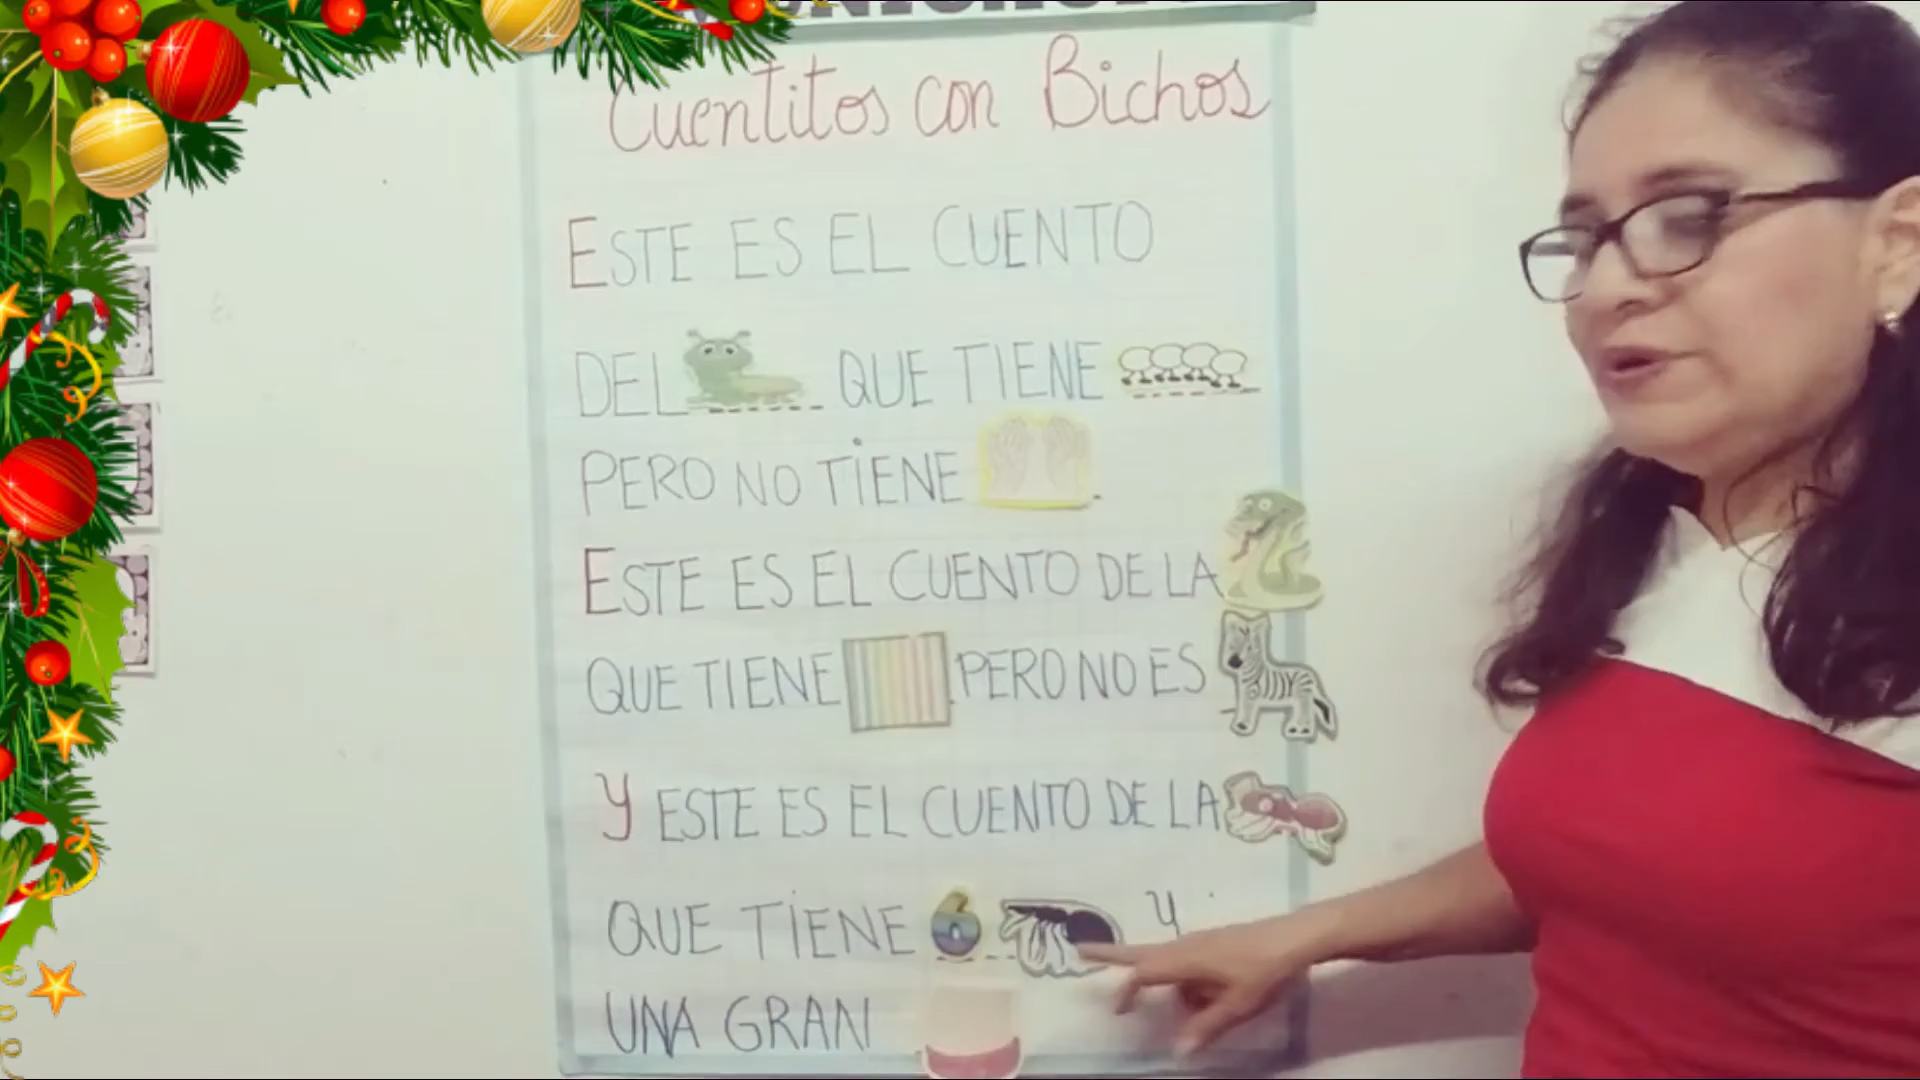 Cuentitos con Bichos
ESTE ES EL CUENTO
DEL QUE TIENE
PERO NO TIENE .
ESTE ES EL CUENTO DE LA
QUE TIENE PERO NO ES
Y ESTE ES EL CUENTO DE LA
QUE TIENE 6 Y
UNA GRAN